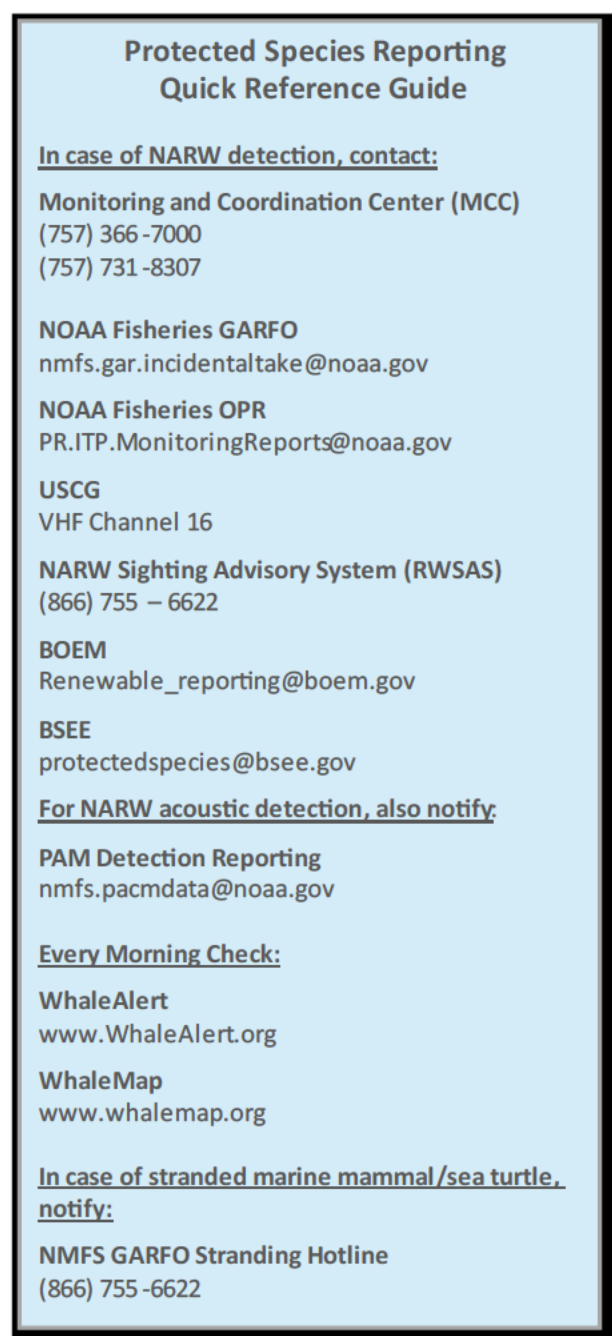 Protected Species Reporting
Quick Reference Guide
In case of NARW detection, contact:
Monitoring and Coordination Center (MCC)
(757) 366-7000
(757) 731-8307
NOAA Fisheries GARFO
nmfs.gar.incidentaltake@noaa.gov
NOAA Fisheries OPR
PR.ITP.MonitoringReports@noaa.gov
USCG
VHF Channel 16
NARW Sighting Advisory System (RWSAS)
(866) 755 – 6622
BOEM
Renewable_reporting@boem.gov
BSEE
protectedspecies@bsee.gov
For NARW acoustic detection, also notify:
PAM Detection Reporting
nmfs.pacmdata@noaa.gov
Every Morning Check:
WhaleAlert
www.WhaleAlert.org
WhaleMap
www.whalemap.org
In case of stranded marine mammal/sea turtle,
notify:
NMFS GARFO Stranding Hotline
(866) 755-6622